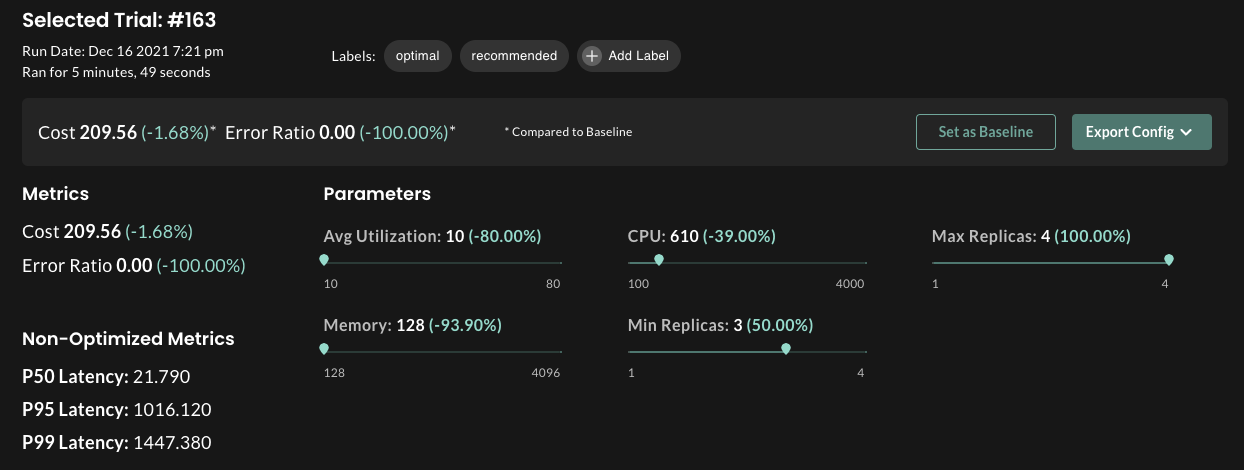 Selected Trial: #163
Run Date: Dec 16 2021 7:21 pm
Ran for 5 minutes, 49 seconds
Labels: optimal recommended Add Label
Cost 209.56 (-1.68%)* Error Ratio 0.00 (-100.00%)* * Compared to Baseline Set as Baseline Export Config
Metrics
Cost 209.56 (-1.68%)
Error Ratio 0.00 (-100.00%)
Non-Optimized Metrics
P50 Latency: 21.790
P95 Latency: 1016.120
P99 Latency: 1447.380
Parameters
Avg Utilization: 10 (-80.00%)
10 80
CPU: 610 (-39.00%)
100 4000
Max Replicas: 4 (100.00%)
1 4
Memory: 128 (-93.90%)
128 4096
Min Replicas: 3 (50.00%)
1 4